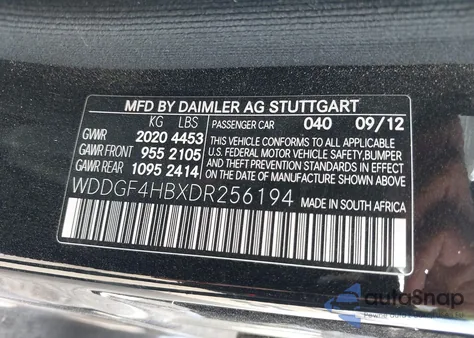 MFD BY DAIMLER AG STUTTGART
KG LBS PASSENGER CAR 040 09/12
GVWR 2020 4453 THIS VEHICLE CONFORMS TO ALL APPLICABLE
GAWR FRONT 955 2105 U.S. FEDERAL MOTOR VEHICLE SAFETY, BUMPER
GAWR REAR 1095 2414 AND THEFT PREVENTION STANDARDS IN EFFECT
ON THE DATE OF MANUFACTURE SHOWN ABOVE.
WDDGF4HBXDR256194 MADE IN SOUTH AFRICA
autoSnap